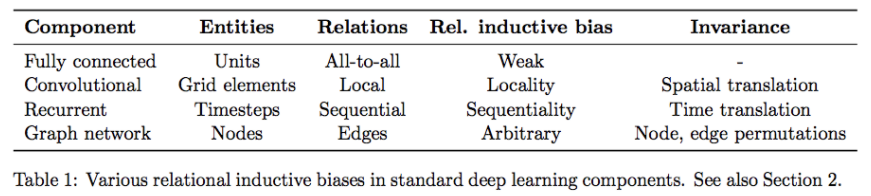 Component Entities Relations Rel. inductive bias Invariance
Fully connected Units All-to-all Weak -
Convolutional Grid elements Local Locality Spatial translation
Recurrent Timesteps Sequential Sequentiality Time translation
Graph network Nodes Edges Arbitrary Node, edge permutations
Table 1: Various relational inductive biases in standard deep learning components. See also Section 2.